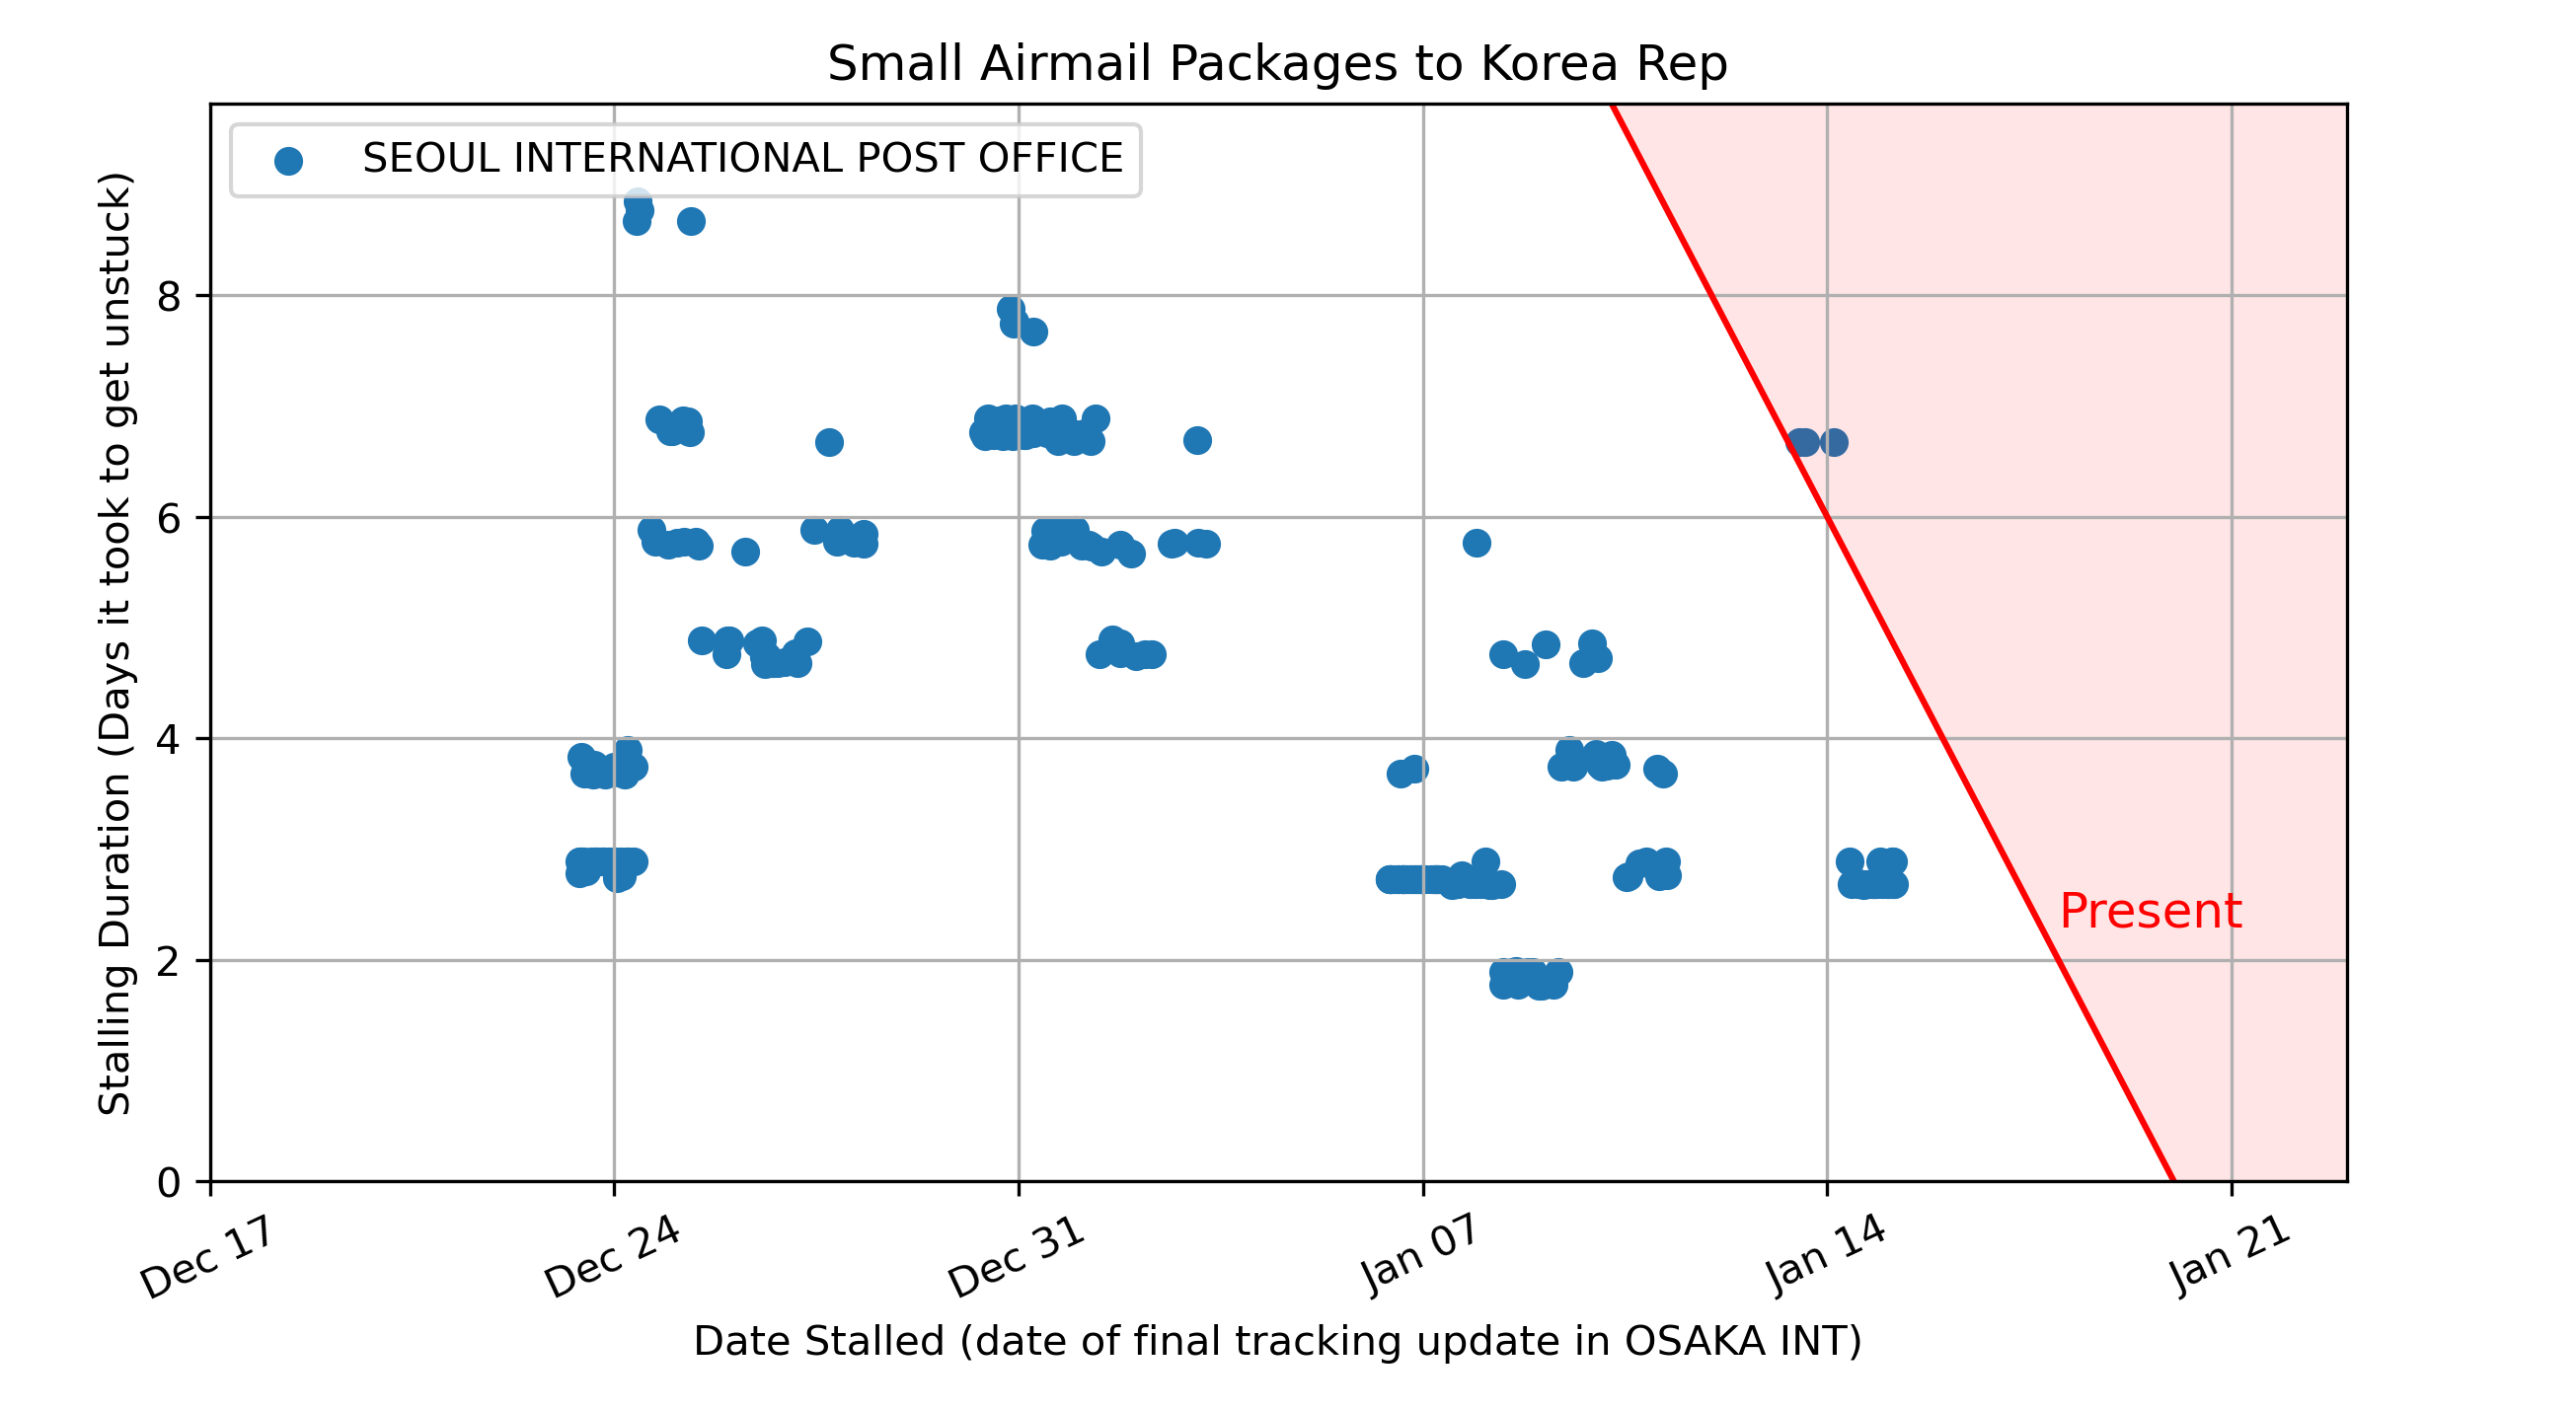 Small Airmail Packages to Korea Rep
SEOUL INTERNATIONAL POST OFFICE
Stalling Duration (Days it took to get unstuck)
8
6
4
2
0
Present
Dec 17
Dec 24
Dec 31
Jan 07
Jan 14
Jan 21
Date Stalled (date of final tracking update in OSAKA INT)